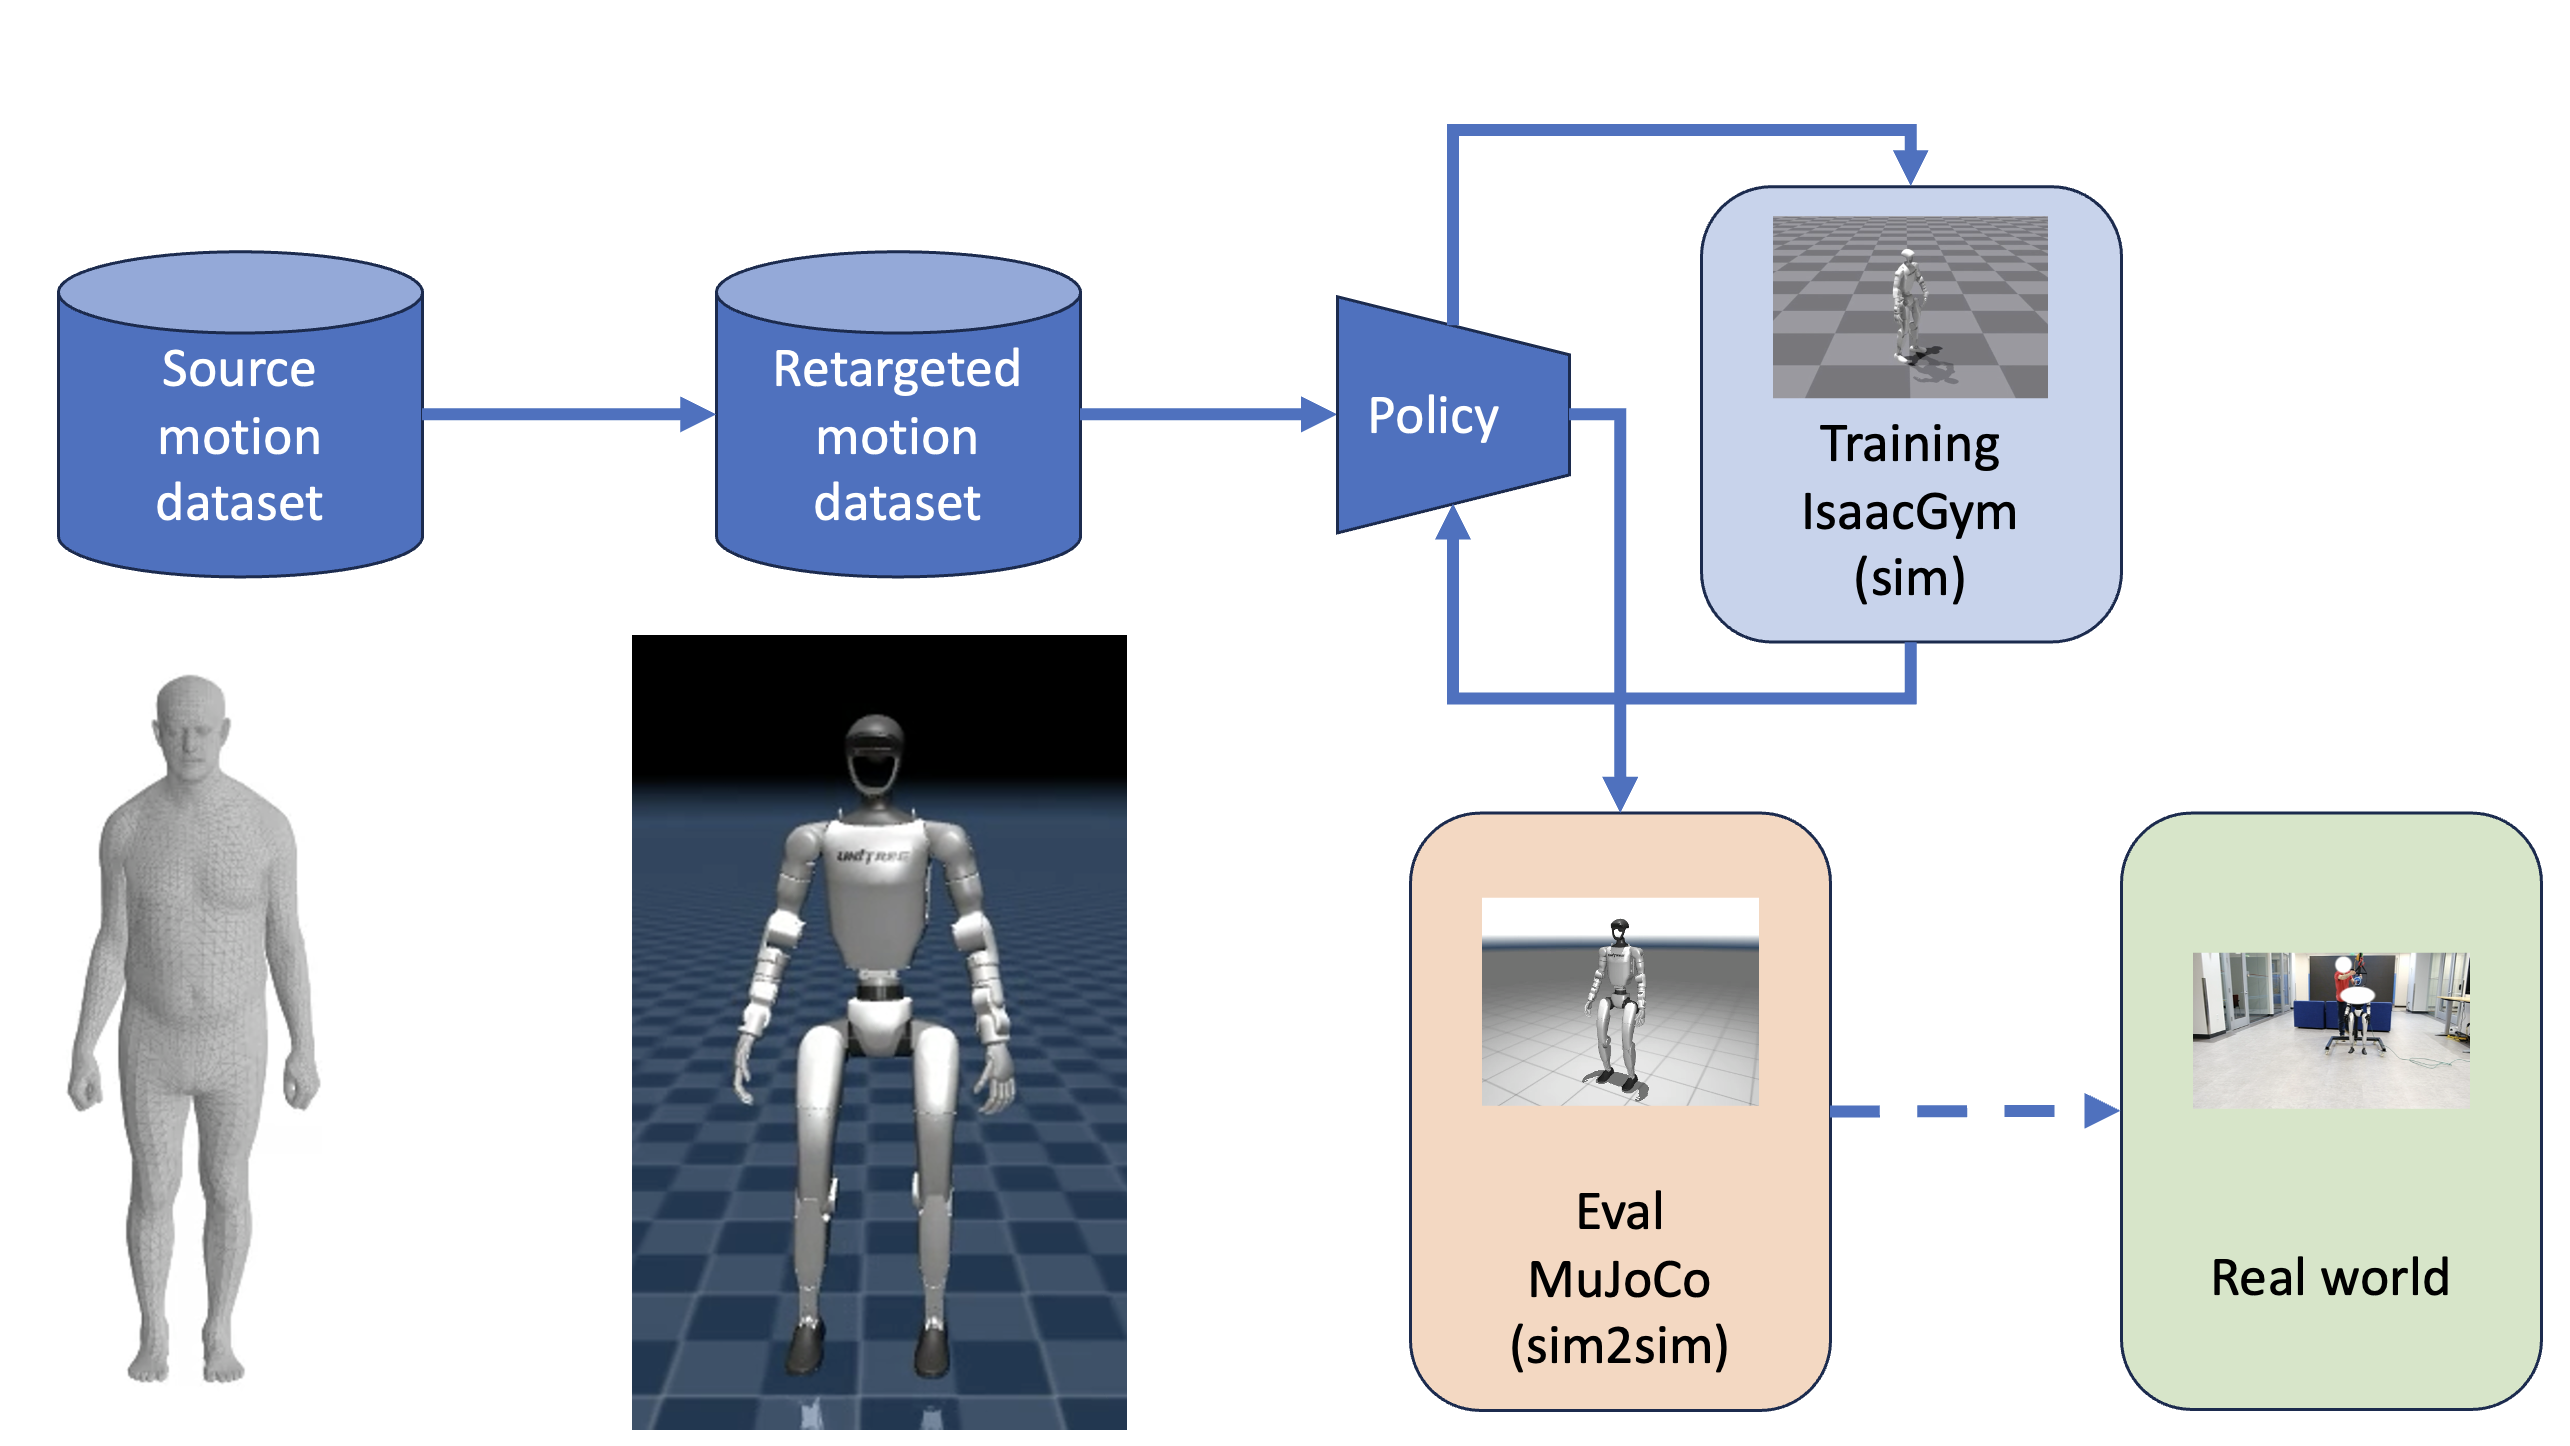 Source
motion
dataset
Retargeted
motion
dataset
Policy
Training
IsaacGym
(sim)
UNITREE
Eval
MuJoCo
(sim2sim)
Real world